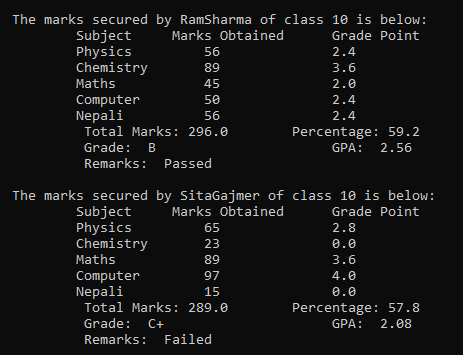 The marks secured by RamSharma of class 10 is below:
Subject Marks Obtained Grade Point
Physics 56 2.4
Chemistry 89 3.6
Maths 45 2.0
Computer 50 2.4
Nepali 56 2.4
Total Marks: 296.0 Percentage: 59.2
Grade: B GPA: 2.56
Remarks: Passed
The marks secured by SitaGajmer of class 10 is below:
Subject Marks Obtained Grade Point
Physics 65 2.8
Chemistry 23 0.0
Maths 89 3.6
Computer 97 4.0
Nepali 15 0.0
Total Marks: 289.0 Percentage: 57.8
Grade: C+ GPA: 2.08
Remarks: Failed